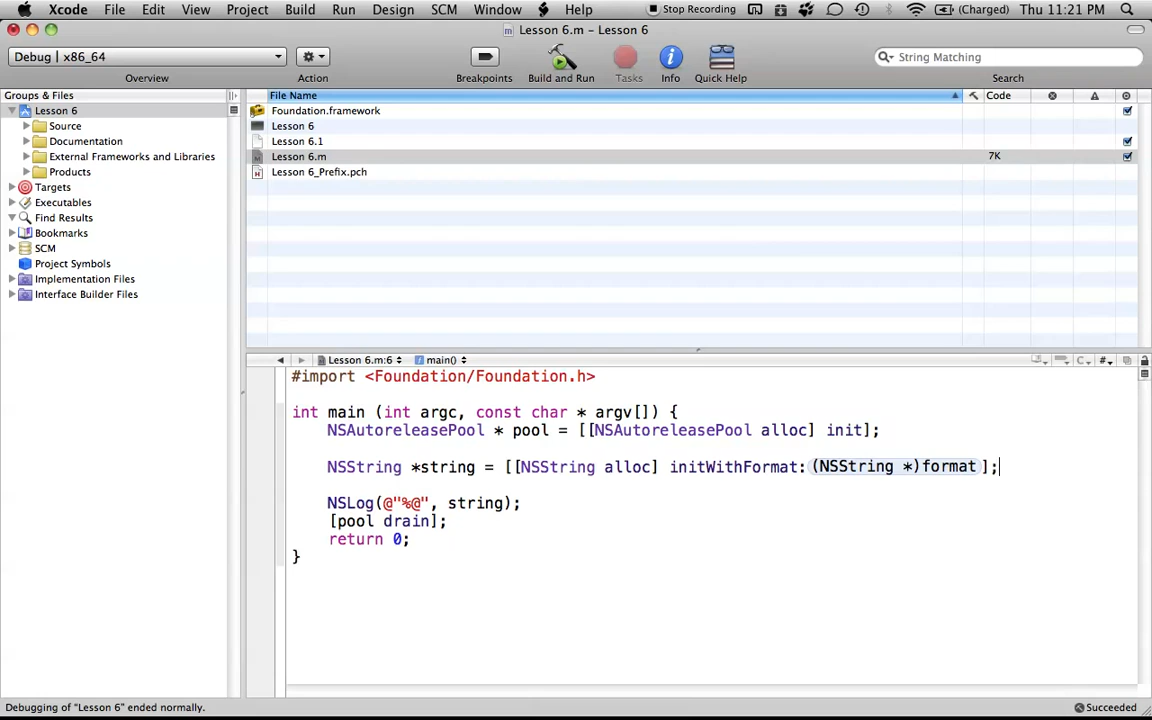 Xcode File Edit View Project Build Run Design SCM Window Help Stop Recording (Charged) Thu 11:21 PM
Lesson 6.m – Lesson 6
Debug | x86_64
String Matching
Overview Action Breakpoints Build and Run Tasks Info Quick Help Search
Groups & Files
Lesson 6
Source
Documentation
External Frameworks and Libraries
Products
Targets
Executables
Find Results
Bookmarks
SCM
Project Symbols
Implementation Files
Interface Builder Files
File Name Code
Foundation.framework
Lesson 6
Lesson 6.1
Lesson 6.m 7K
Lesson 6_Prefix.pch
Lesson 6.m:6 main() C #
#import <Foundation/Foundation.h>
int main (int argc, const char * argv[]) {
NSAutoreleasePool * pool = [[NSAutoreleasePool alloc] init];
NSString *string = [[NSString alloc] initWithFormat:(NSString *)format];
NSLog(@"%@", string);
[pool drain];
return 0;
}
Debugging of "Lesson 6" ended normally. Succeeded